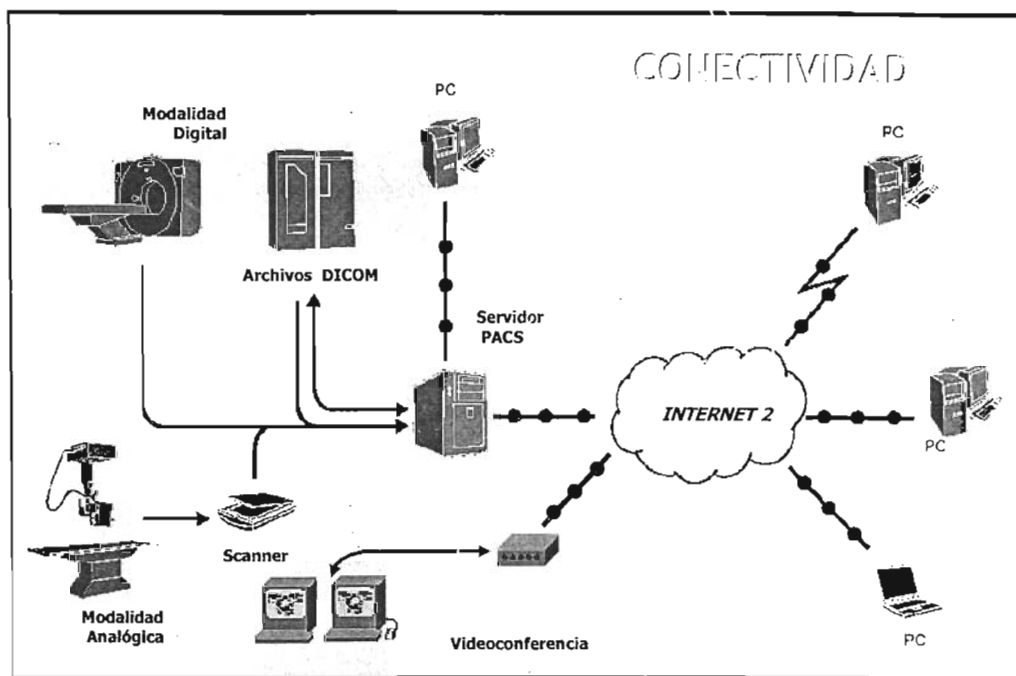 CONECTIVIDAD
PC
Modalidad
Digital
PC
Archivos DICOM
Servidor
PACS
INTERNET 2
PC
Scanner
Modalidad
Analógica
Videoconferencia
PC